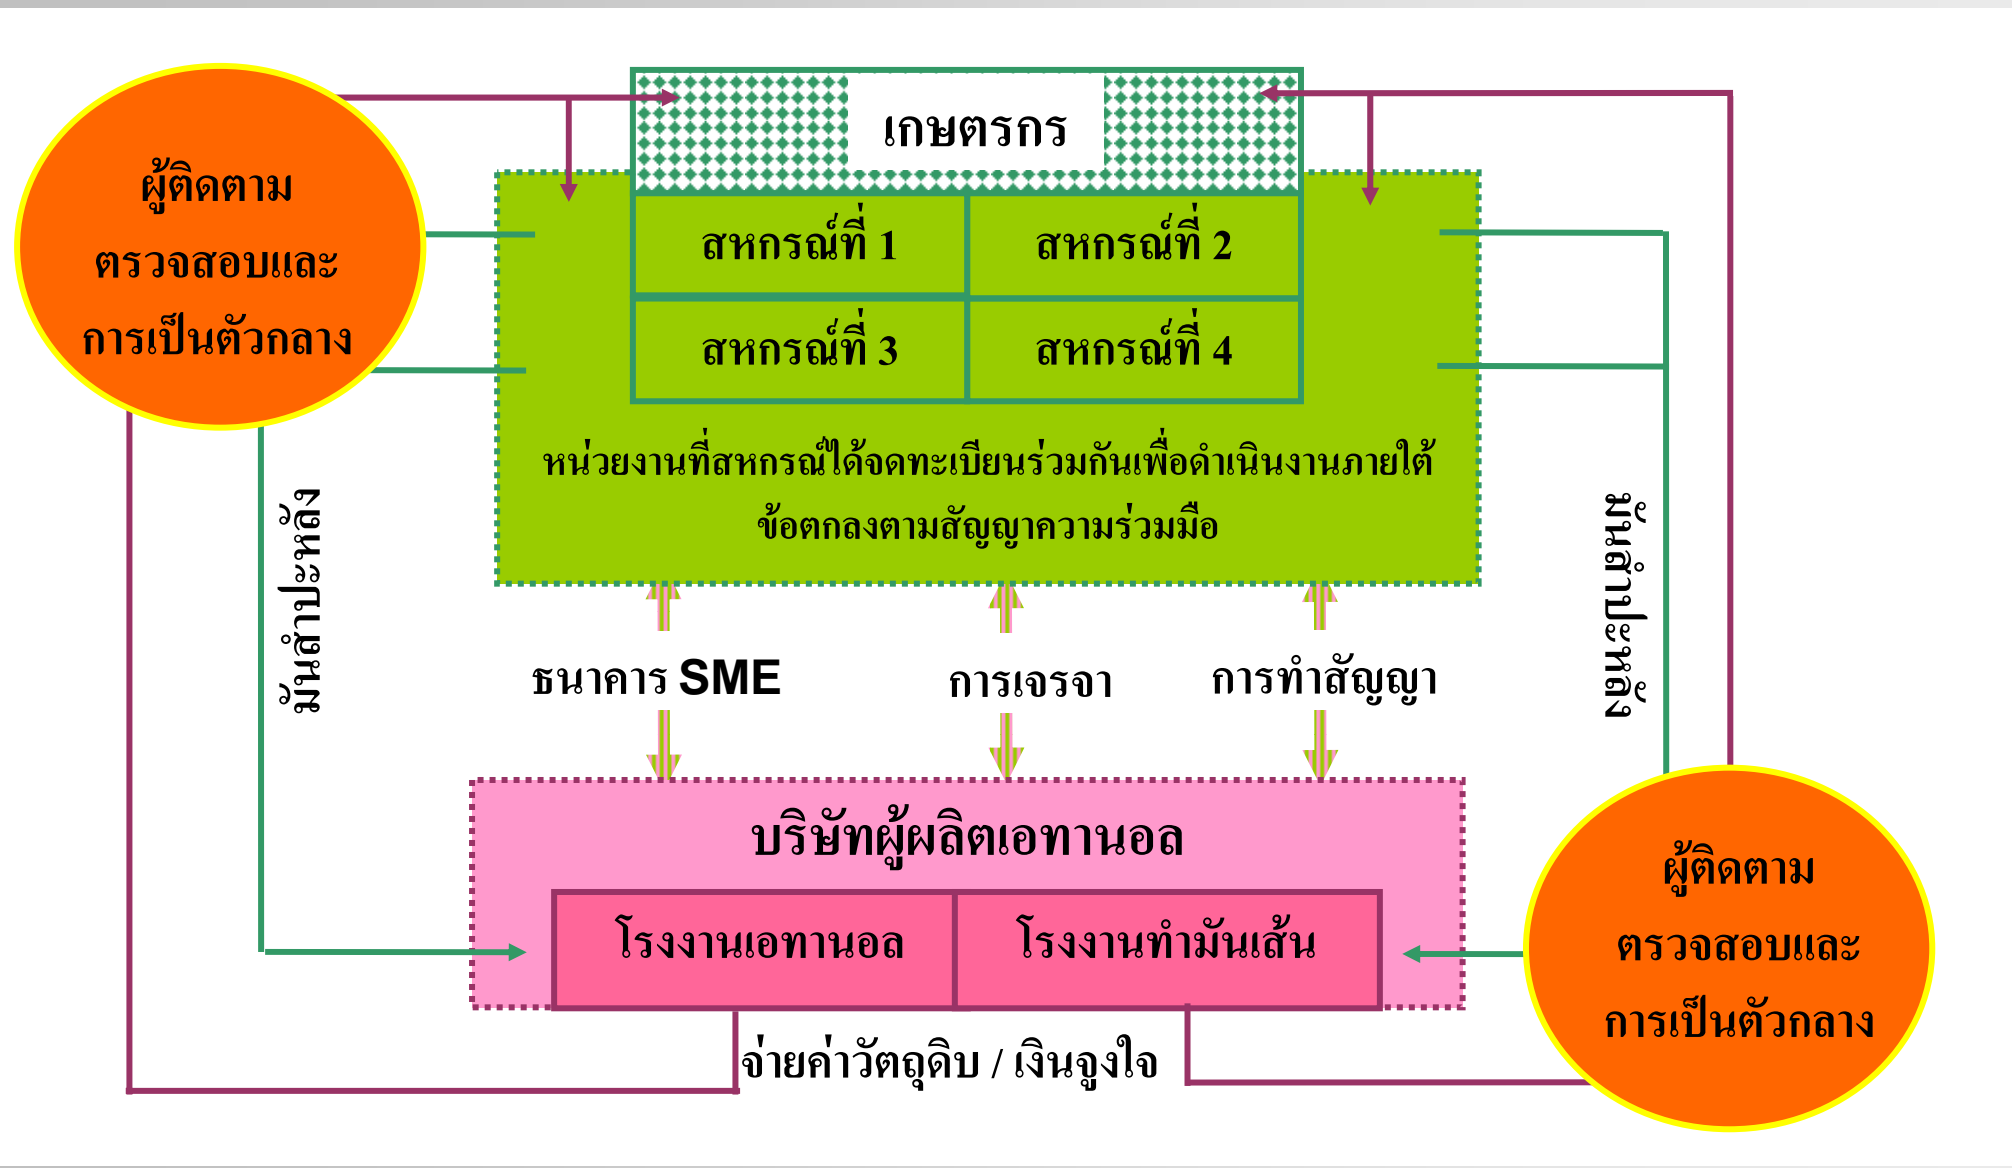 เกษตรกร
ผู้ติดตาม
ตรวจสอบและ
การเป็นตัวกลาง
สหกรณ์ที่ 1
สหกรณ์ที่ 2
สหกรณ์ที่ 3
สหกรณ์ที่ 4
หน่วยงานที่สหกรณ์ได้จดทะเบียนร่วมกันเพื่อดำเนินงานภายใต้
ข้อตกลงตามสัญญาความร่วมมือ
มันสำปะหลัง
มันสำปะหลัง
ธนาคาร SME
การเจรจา
การทำสัญญา
บริษัทผู้ผลิตเอทานอล
โรงงานเอทานอล
โรงงานทำมันเส้น
ผู้ติดตาม
ตรวจสอบและ
การเป็นตัวกลาง
จ่ายค่าวัตถุดิบ / เงินจูงใจ